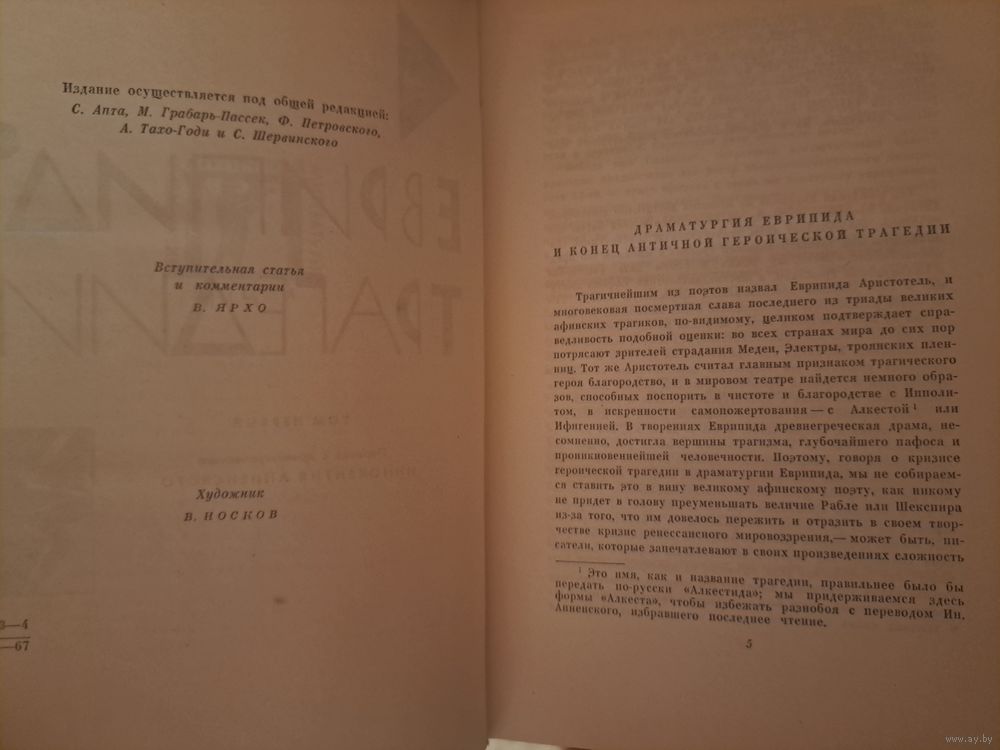 Издание осуществляется под общей редакцией:
С. Апта, М. Грабарь-Пассек, Ф. Петровского,
А. Тахо-Годи и С. Шервинского
Вступительная статья
и комментарии
В. ЯРХО
Художник
В. НОСКОВ
3—4
—67
ДРАМАТУРГИЯ ЕВРИПИДА
И КОНЕЦ АНТИЧНОЙ ГЕРОИЧЕСКОЙ ТРАГЕДИИ
Трагичнейшим из поэтов назвал Еврипида Аристотель, и
многовековая посмертная слава последнего из триады великих
афинских трагиков, по-видимому, целиком подтверждает спра-
ведливость подобной оценки: во всех странах мира до сих пор
потрясают зрителей страдания Медеи, Электры, троянских плен-
ниц. Тот же Аристотель считал главным признаком трагического
героя благородство, и в мировом театре найдется немного обра-
зов, способных поспорить в чистоте и благородстве с Ипполи-
том, в искренности самопожертования — с Алкестой¹ или
Ифигенией. В творениях Еврипида древнегреческая драма, не-
сомненно, достигла вершины трагизма, глубочайшего пафоса и
проникновеннейшей человечности. Поэтому, говоря о кризисе
героической трагедии в драматургии Еврипида, мы не собираем-
ся ставить это в вину великому афинскому поэту, как никому
не придет в голову преуменьшать величие Рабле или Шекспира
из-за того, что им довелось пережить и отразить в своем твор-
честве кризис ренессансного мировоззрения,— может быть, пи-
сатели, которые запечатлевают в своих произведениях сложность
¹ Это имя, как и название трагедии, правильнее было бы
передать по-русски «Алкестида»; мы придерживаемся здесь
формы «Алкеста», чтобы избежать разнобоя с переводом Ин.
Анненского, избравшего последнее чтение.
5
www.ay.by